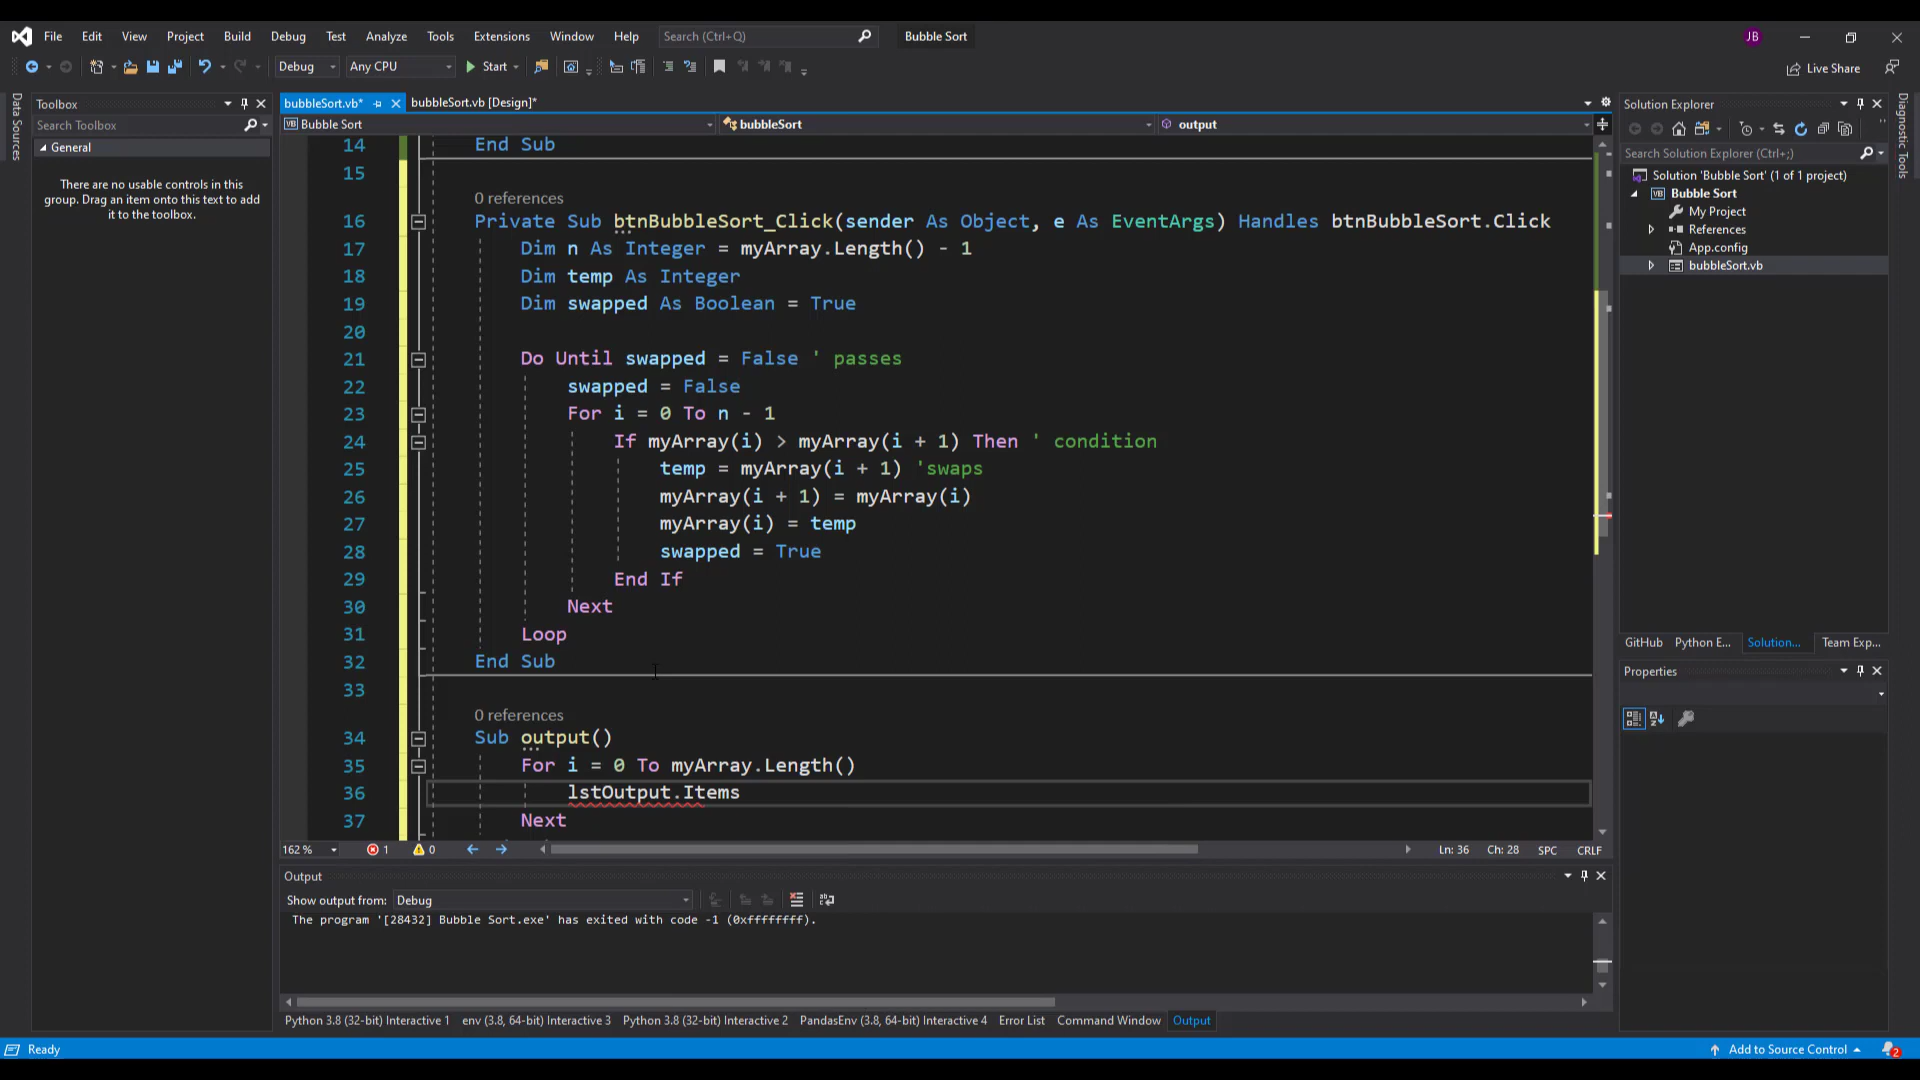 File Edit View Project Build Debug Test Analyze Tools Extensions Window Help Search (Ctrl+Q) Bubble Sort JB
Debug Any CPU Start Live Share
Data Sources
Toolbox
Search Toolbox
General
There are no usable controls in this
group. Drag an item onto this text to add
it to the toolbox.
bubbleSort.vb* bubbleSort.vb [Design]*
Bubble Sort bubbleSort output
14 End Sub
15
0 references
16 Private Sub btnBubbleSort_Click(sender As Object, e As EventArgs) Handles btnBubbleSort.Click
17 Dim n As Integer = myArray.Length() - 1
18 Dim temp As Integer
19 Dim swapped As Boolean = True
20
21 Do Until swapped = False ' passes
22 swapped = False
23 For i = 0 To n - 1
24 If myArray(i) > myArray(i + 1) Then ' condition
25 temp = myArray(i + 1) 'swaps
26 myArray(i + 1) = myArray(i)
27 myArray(i) = temp
28 swapped = True
29 End If
30 Next
31 Loop
32 End Sub
33
0 references
34 Sub output()
35 For i = 0 To myArray.Length()
36 lstOutput.Items
37 Next
162 % 1 0 Ln: 36 Ch: 28 SPC CRLF
Output
Show output from: Debug
The program '[28432] Bubble Sort.exe' has exited with code -1 (0xffffffff).
Python 3.8 (32-bit) Interactive 1 env (3.8, 64-bit) Interactive 3 Python 3.8 (32-bit) Interactive 2 PandasEnv (3.8, 64-bit) Interactive 4 Error List Command Window Output
Solution Explorer
Search Solution Explorer (Ctrl+;)
Solution 'Bubble Sort' (1 of 1 project)
Bubble Sort
My Project
References
App.config
bubbleSort.vb
GitHub Python E... Solution... Team Exp...
Properties
Diagnostic Tools
Ready Add to Source Control 2